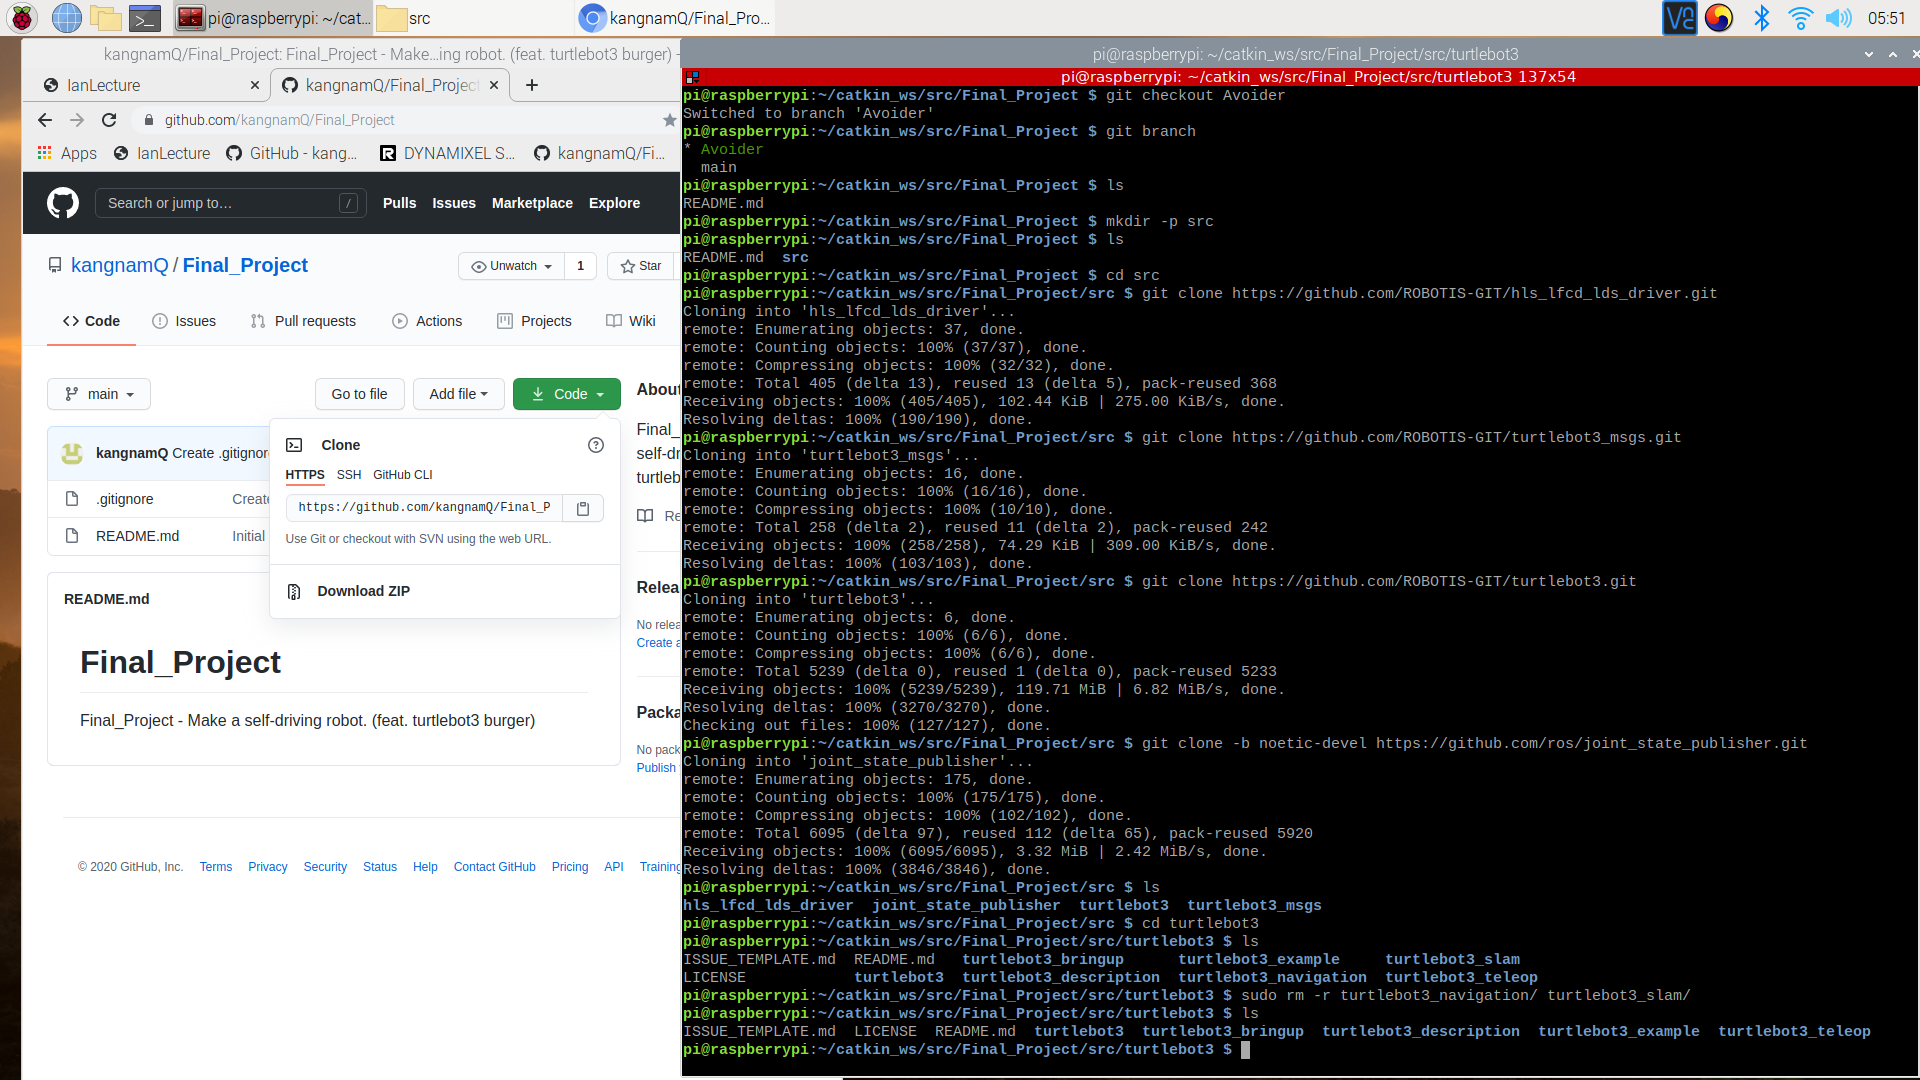 pi@raspberrypi: ~/cat...
src
kangnamQ/Final_Pro...
05:51
kangnamQ/Final_Project: Final_Project - Make...ing robot. (feat. turtlebot3 burger) -
IanLecture
kangnamQ/Final_Project
github.com/kangnamQ/Final_Project
Apps
IanLecture
GitHub - kang...
DYNAMIXEL S...
kangnamQ/Fi...
Search or jump to…
/
Pulls
Issues
Marketplace
Explore
kangnamQ / Final_Project
Unwatch
1
Star
Code
Issues
Pull requests
Actions
Projects
Wiki
main
Go to file
Add file
Code
About
Clone
HTTPS
SSH
GitHub CLI
https://github.com/kangnamQ/Final_P
Use Git or checkout with SVN using the web URL.
Download ZIP
kangnamQ Create .gitignore
.gitignore
README.md
Initial
Final_
self-dr
turtleb
Re
README.md
Final_Project
Final_Project - Make a self-driving robot. (feat. turtlebot3 burger)
Relea
No relea
Create a
Packa
No pack
Publish
© 2020 GitHub, Inc.
Terms
Privacy
Security
Status
Help
Contact GitHub
Pricing
API
Training
pi@raspberrypi: ~/catkin_ws/src/Final_Project/src/turtlebot3
pi@raspberrypi: ~/catkin_ws/src/Final_Project/src/turtlebot3 137x54
pi@raspberrypi:~/catkin_ws/src/Final_Project $ git checkout Avoider
Switched to branch 'Avoider'
pi@raspberrypi:~/catkin_ws/src/Final_Project $ git branch
* Avoider
main
pi@raspberrypi:~/catkin_ws/src/Final_Project $ ls
README.md
pi@raspberrypi:~/catkin_ws/src/Final_Project $ mkdir -p src
pi@raspberrypi:~/catkin_ws/src/Final_Project $ ls
README.md  src
pi@raspberrypi:~/catkin_ws/src/Final_Project $ cd src
pi@raspberrypi:~/catkin_ws/src/Final_Project/src $ git clone https://github.com/ROBOTIS-GIT/hls_lfcd_lds_driver.git
Cloning into 'hls_lfcd_lds_driver'...
remote: Enumerating objects: 37, done.
remote: Counting objects: 100% (37/37), done.
remote: Compressing objects: 100% (32/32), done.
remote: Total 405 (delta 13), reused 13 (delta 5), pack-reused 368
Receiving objects: 100% (405/405), 102.44 KiB | 275.00 KiB/s, done.
Resolving deltas: 100% (190/190), done.
pi@raspberrypi:~/catkin_ws/src/Final_Project/src $ git clone https://github.com/ROBOTIS-GIT/turtlebot3_msgs.git
Cloning into 'turtlebot3_msgs'...
remote: Enumerating objects: 16, done.
remote: Counting objects: 100% (16/16), done.
remote: Compressing objects: 100% (10/10), done.
remote: Total 258 (delta 2), reused 11 (delta 2), pack-reused 242
Receiving objects: 100% (258/258), 74.29 KiB | 309.00 KiB/s, done.
Resolving deltas: 100% (103/103), done.
pi@raspberrypi:~/catkin_ws/src/Final_Project/src $ git clone https://github.com/ROBOTIS-GIT/turtlebot3.git
Cloning into 'turtlebot3'...
remote: Enumerating objects: 6, done.
remote: Counting objects: 100% (6/6), done.
remote: Compressing objects: 100% (6/6), done.
remote: Total 5239 (delta 0), reused 1 (delta 0), pack-reused 5233
Receiving objects: 100% (5239/5239), 119.71 MiB | 6.82 MiB/s, done.
Resolving deltas: 100% (3270/3270), done.
Checking out files: 100% (127/127), done.
pi@raspberrypi:~/catkin_ws/src/Final_Project/src $ git clone -b noetic-devel https://github.com/ros/joint_state_publisher.git
Cloning into 'joint_state_publisher'...
remote: Enumerating objects: 175, done.
remote: Counting objects: 100% (175/175), done.
remote: Compressing objects: 100% (102/102), done.
remote: Total 6095 (delta 97), reused 112 (delta 65), pack-reused 5920
Receiving objects: 100% (6095/6095), 3.32 MiB | 2.42 MiB/s, done.
Resolving deltas: 100% (3846/3846), done.
pi@raspberrypi:~/catkin_ws/src/Final_Project/src $ ls
hls_lfcd_lds_driver  joint_state_publisher  turtlebot3  turtlebot3_msgs
pi@raspberrypi:~/catkin_ws/src/Final_Project/src $ cd turtlebot3
pi@raspberrypi:~/catkin_ws/src/Final_Project/src/turtlebot3 $ ls
ISSUE_TEMPLATE.md  README.md  turtlebot3_bringup  turtlebot3_example  turtlebot3_slam
LICENSE  turtlebot3  turtlebot3_description  turtlebot3_navigation  turtlebot3_teleop
pi@raspberrypi:~/catkin_ws/src/Final_Project/src/turtlebot3 $ sudo rm -r turtlebot3_navigation/ turtlebot3_slam/
pi@raspberrypi:~/catkin_ws/src/Final_Project/src/turtlebot3 $ ls
ISSUE_TEMPLATE.md  LICENSE  README.md  turtlebot3  turtlebot3_bringup  turtlebot3_description  turtlebot3_example  turtlebot3_teleop
pi@raspberrypi:~/catkin_ws/src/Final_Project/src/turtlebot3 $